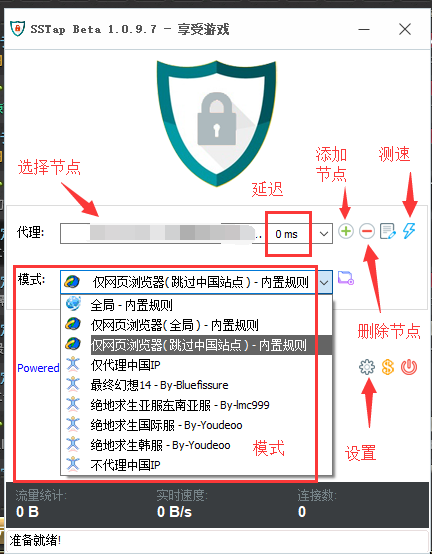 SSTap Beta 1.0.9.7 - 享受游戏
选择节点
延迟
添加
节点
测速
代理:
..
0 ms
模式:
仅网页浏览器(跳过中国站点) - 内置规则
全局 - 内置规则
仅网页浏览器(全局) - 内置规则
仅网页浏览器(跳过中国站点) - 内置规则
仅代理中国IP
最终幻想14 - By-Bluefissure
绝地求生亚服东南亚服 - By-lmc999
绝地求生国际服 - By-Youdeoo
绝地求生韩服 - By-Youdeoo
不代理中国IP
删除节点
Powered
设置
模式
流量统计:
实时速度:
连接数:
0 B
0 B/s
0
准备就绪!